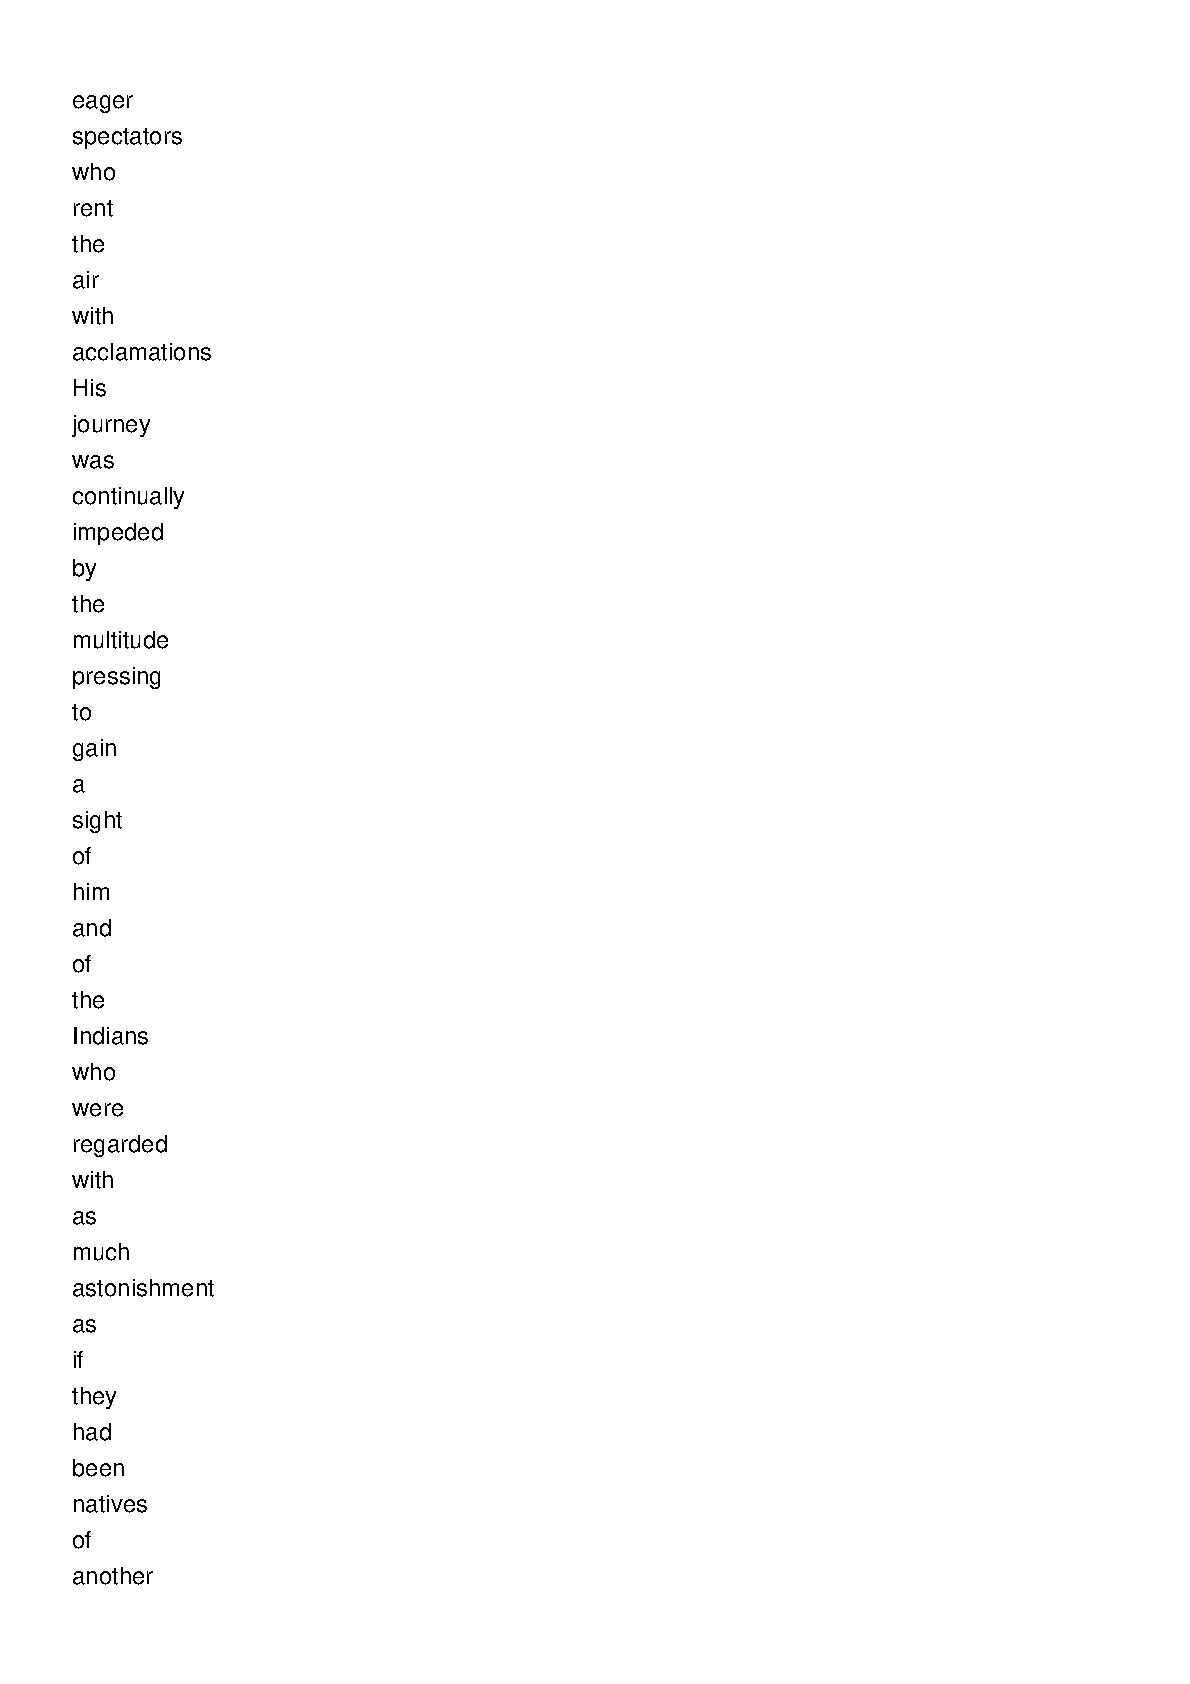 eager
spectators
who
rent
the
air
with
acclamations
His
journey
was
continually
impeded
by
the
multitude
pressing
to
gain
a
sight
of
him
and
of
the
Indians
who
were
regarded
with
as
much
astonishment
as
if
they
had
been
natives
of
another